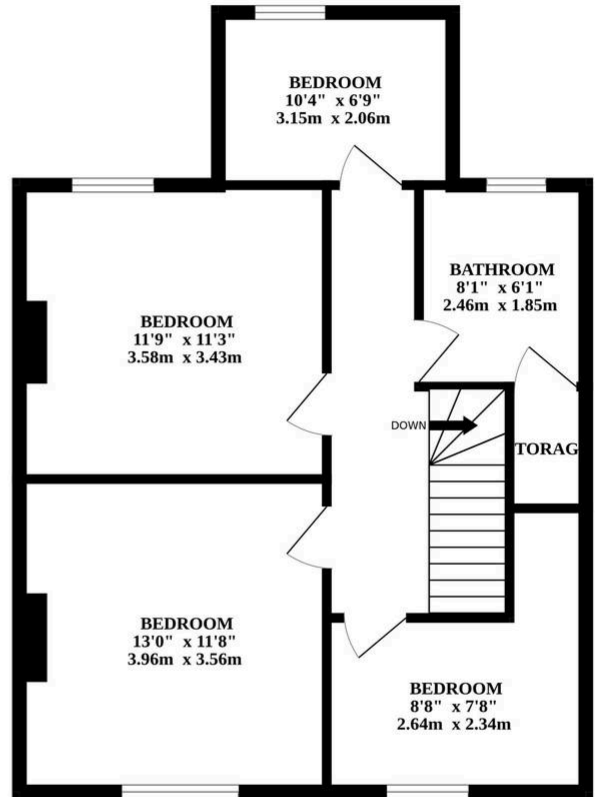 BEDROOM
10'4" x 6'9"
3.15m x 2.06m
BATHROOM
8'1" x 6'1"
2.46m x 1.85m
BEDROOM
11'9" x 11'3"
3.58m x 3.43m
DOWN
TORAG
BEDROOM
13'0" x 11'8"
3.96m x 3.56m
BEDROOM
8'8" x 7'8"
2.64m x 2.34m